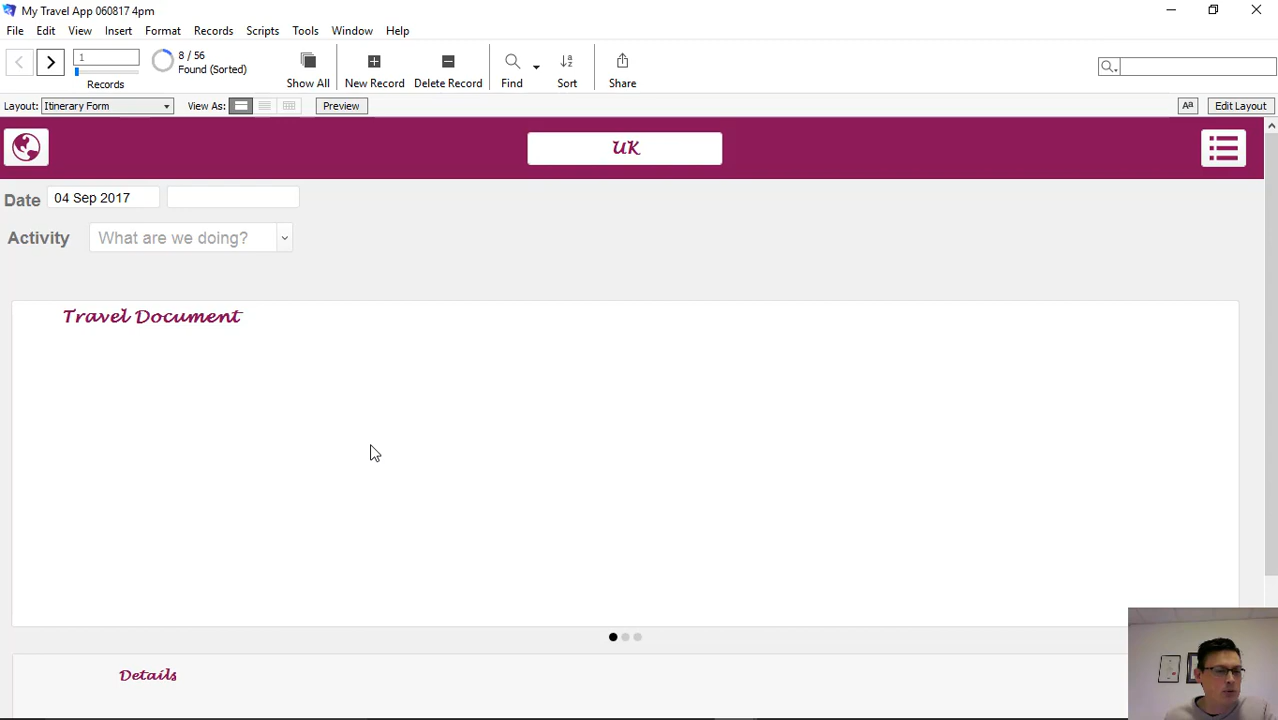 My Travel App 060817 4pm
File Edit View Insert Format Records Scripts Tools Window Help
1
8 / 56
Found (Sorted)
Records
Show All
New Record
Delete Record
Find
Sort
Share
Layout: Itinerary Form
View As:
Preview
Aa
Edit Layout
UK
Date 04 Sep 2017
Activity What are we doing?
Travel Document
Details